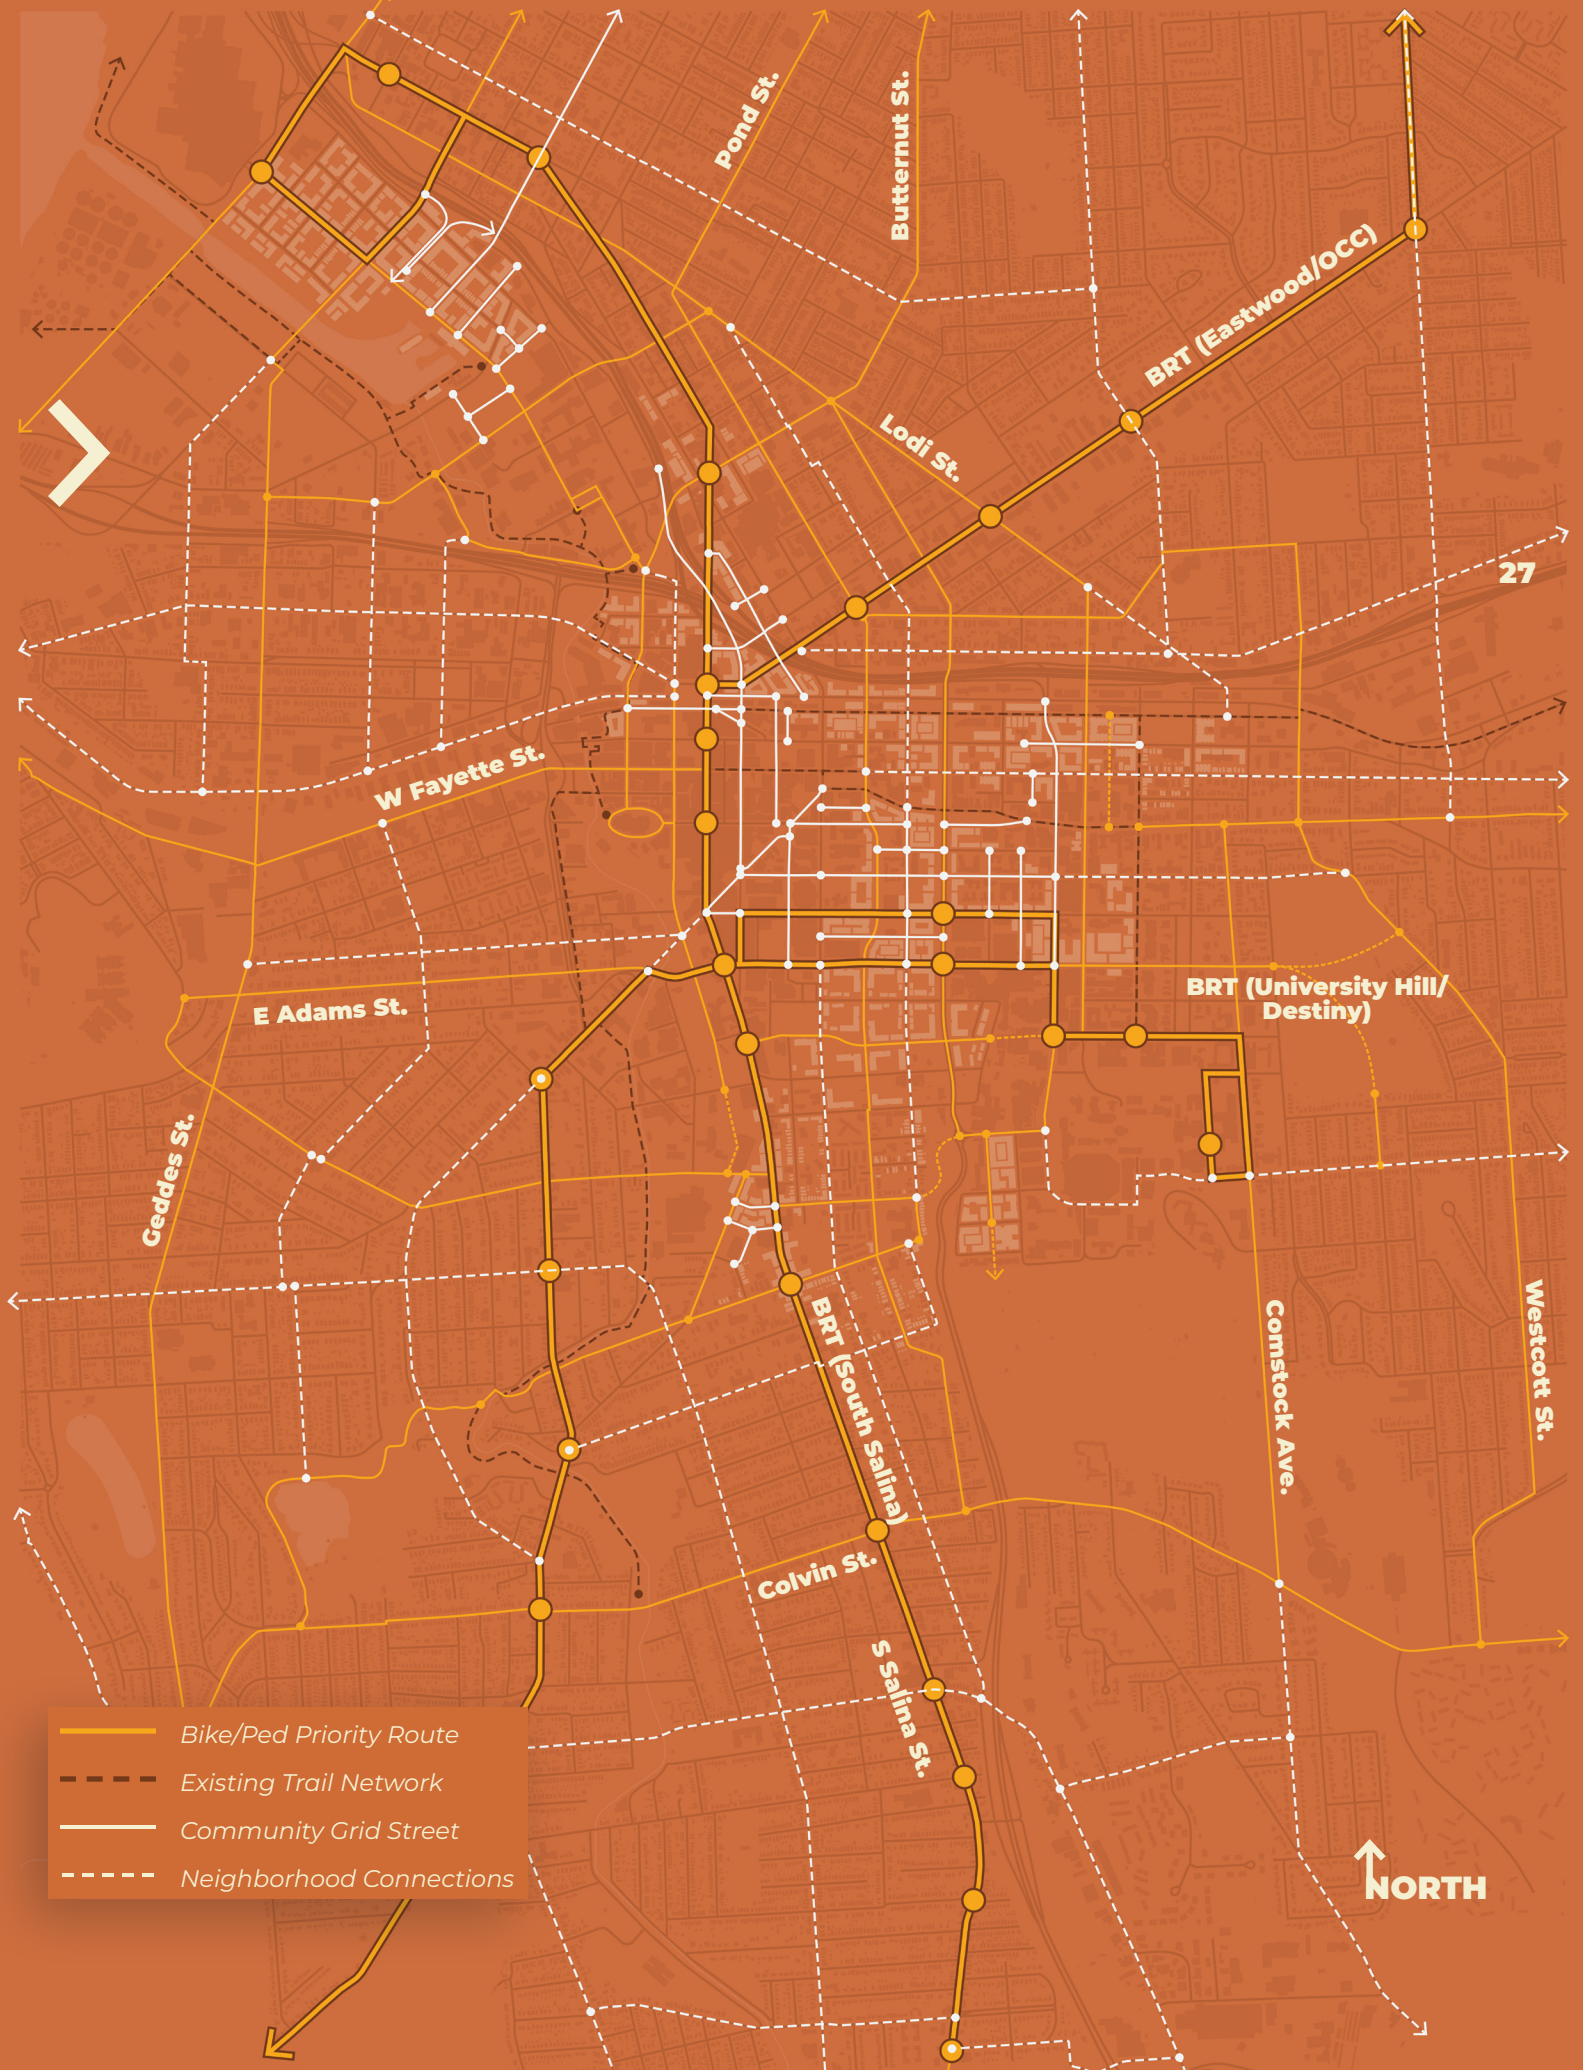 Pond St.
Butternut St.
BRT (Eastwood/OCC)
Lodi St.
27
W Fayette St.
E Adams St.
BRT (University Hill/
Destiny)
Geddes St.
BRT (South Salina)
Comstock Ave.
Westcott St.
Colvin St.
S Salina St.
Bike/Ped Priority Route
Existing Trail Network
Community Grid Street
Neighborhood Connections
NORTH